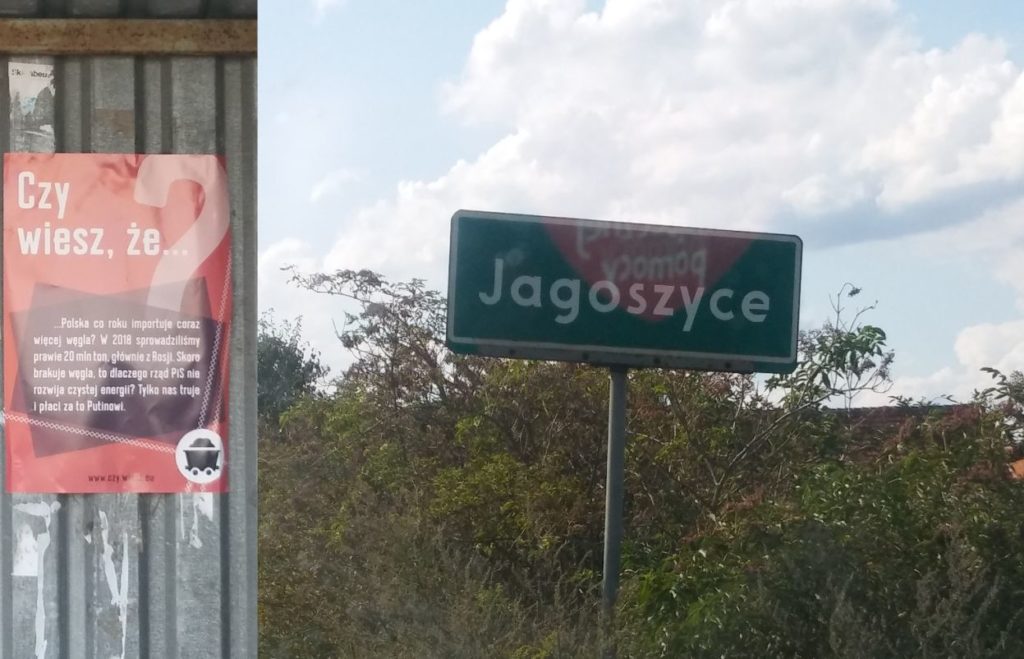 Czy
wiesz, że...
...Polska co roku importuje coraz
więcej węgla? W 2018 sprowadziliśmy
prawie 20 mln ton, głównie z Rosji. Skoro
brakuje węgla, to dlaczego rząd PiS nie
rozwija czystej energii? Tylko nas truje
i płaci za to Putinowi.
Jagoszyce
pomocy